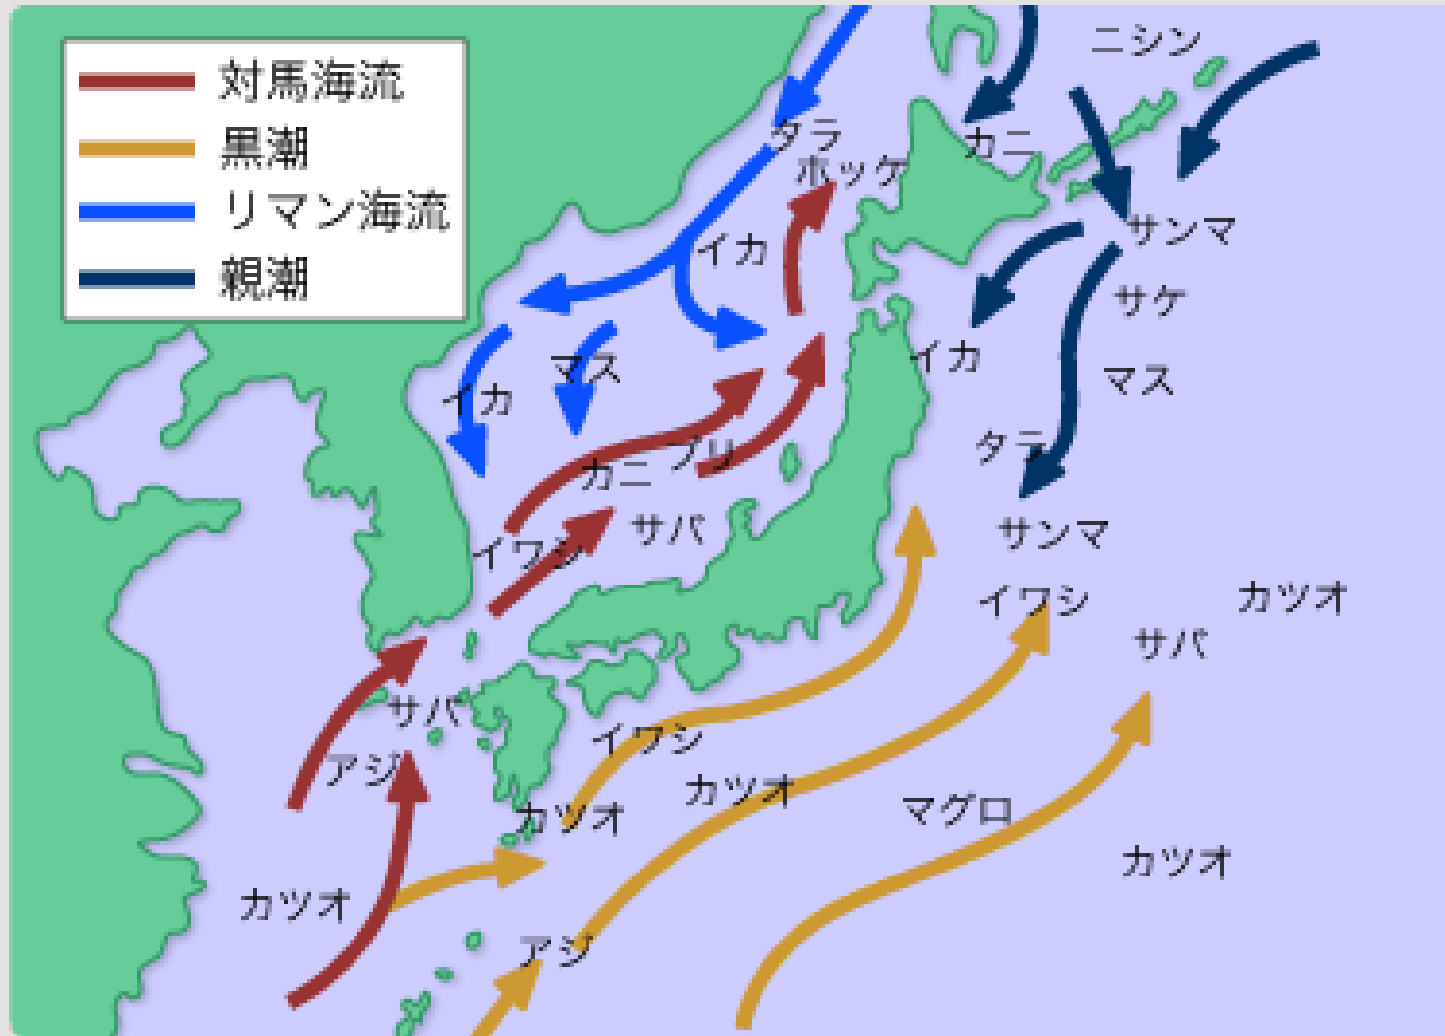 対馬海流
黒潮
リマン海流
親潮
ニシン
タラ
カニ
ホッケ
サンマ
イカ
サケ
イカ
マス
マス
イカ
タラ
ブリ
カニ
サバ
サンマ
イワシ
イワシ
カツオ
サバ
サバ
イワシ
アジ
カツオ
マグロ
カツオ
カツオ
カツオ
アジ